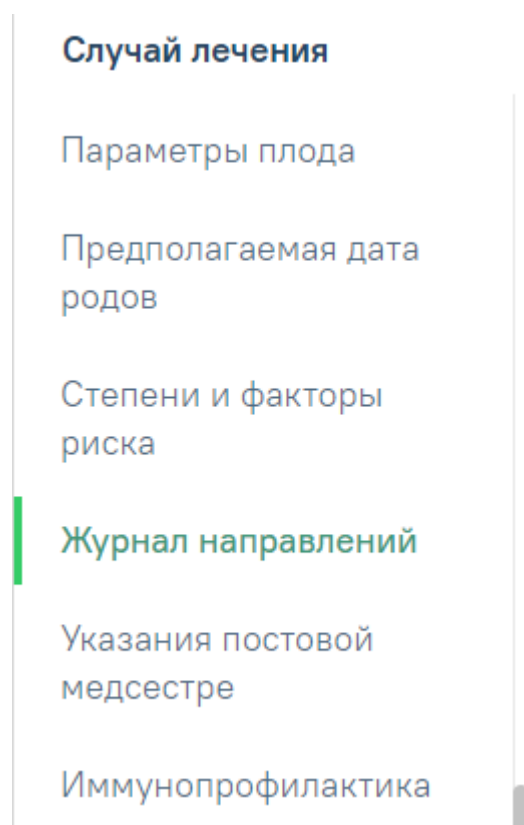 Случай лечения
Параметры плода
Предполагаемая дата
родов
Степени и факторы
риска
Журнал направлений
Указания постовой
медсестре
Иммунопрофилактика